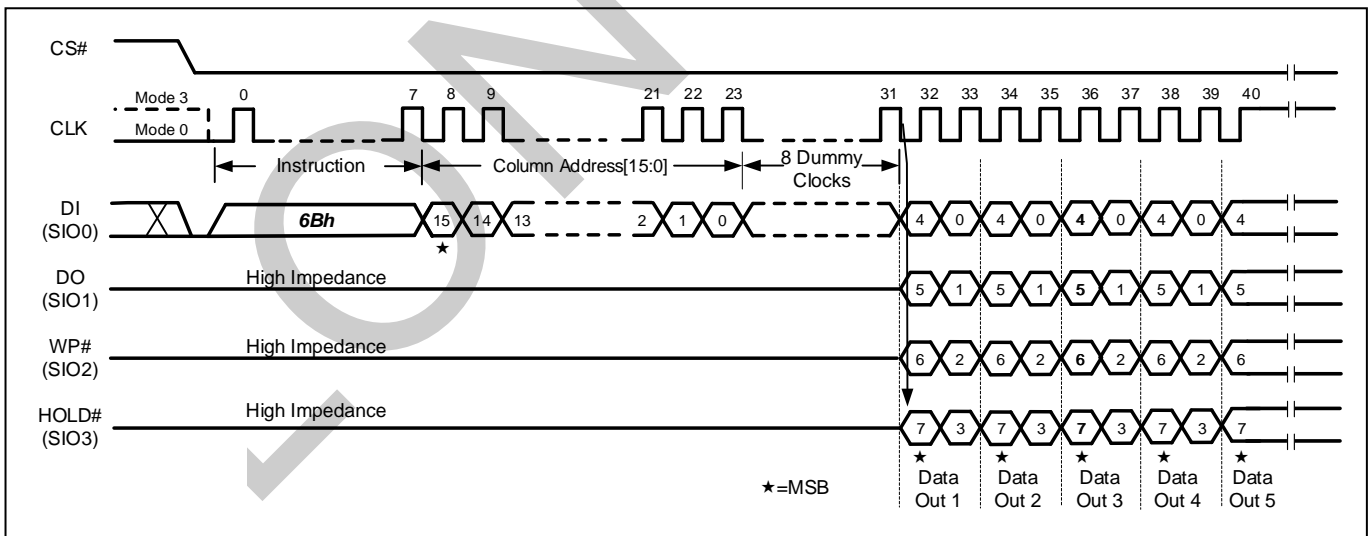 CS#
Mode 3 0 7 8 9 21 22 23 31 32 33 34 35 36 37 38 39 40
CLK Mode 0
Instruction Column Address[15:0] 8 Dummy
Clocks
DI
(SIO0) 6Bh 15 14 13 2 1 0 4 0 4 0 4 0 4 0 4
★
DO High Impedance
(SIO1) 5 1 5 1 5 1 5 1 5
WP# High Impedance
(SIO2) 6 2 6 2 6 2 6 2 6
HOLD# High Impedance
(SIO3) 7 3 7 3 7 3 7 3 7
★ ★ ★ ★ ★
★=MSB
Data Data Data Data Data
Out 1 Out 2 Out 3 Out 4 Out 5